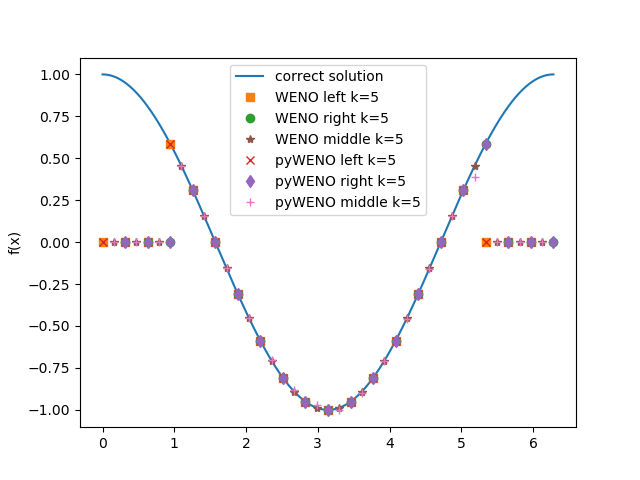 1.00
0.75
0.50
0.25
0.00
−0.25
−0.50
−0.75
−1.00
f(x)
correct solution
WENO left k=5
WENO right k=5
WENO middle k=5
pyWENO left k=5
pyWENO right k=5
pyWENO middle k=5
0 1 2 3 4 5 6